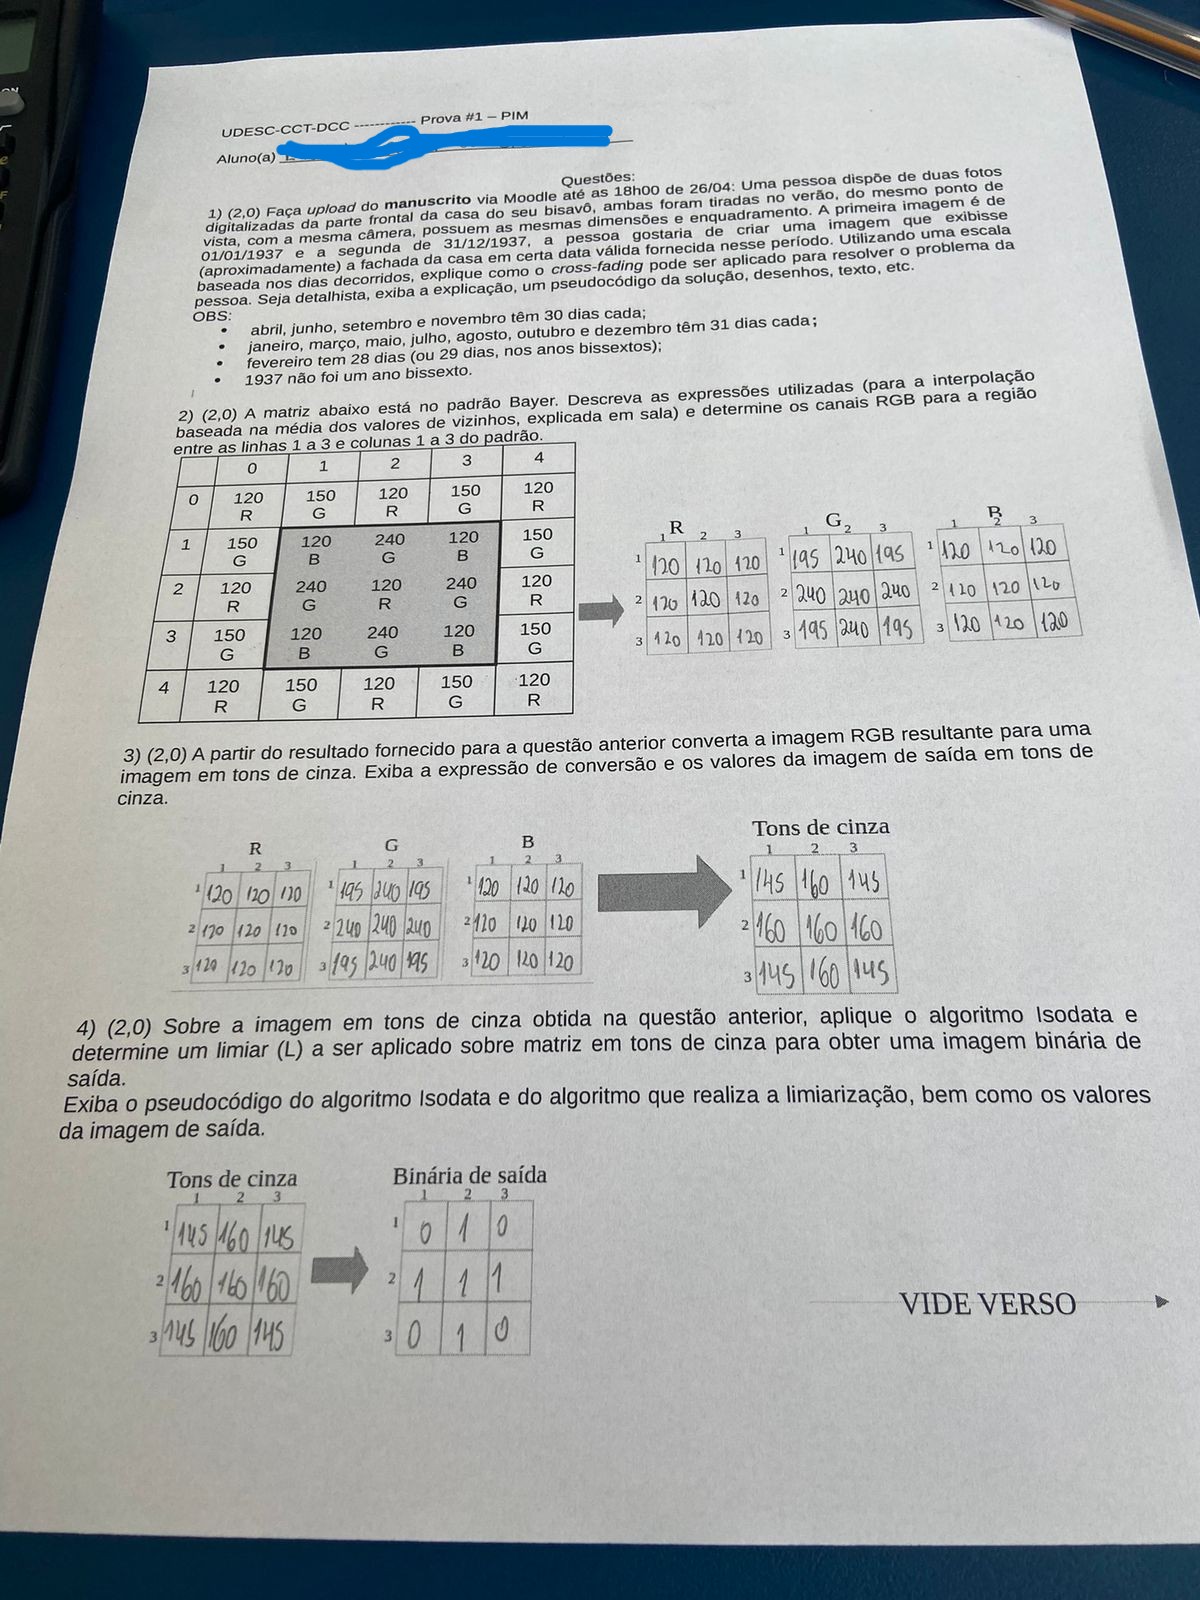 UDESC-CCT-DCC ------------ Prova #1 – PIM
Aluno(a)
Questões:
1) (2,0) Faça upload do manuscrito via Moodle até as 18h00 de 26/04: Uma pessoa dispõe de duas fotos
digitalizadas da parte frontal da casa do seu bisavô, ambas foram tiradas no verão, do mesmo ponto de
vista, com a mesma câmera, possuem as mesmas dimensões e enquadramento. A primeira imagem é de
01/01/1937 e a segunda de 31/12/1937, a pessoa gostaria de criar uma imagem que exibisse
(aproximadamente) a fachada da casa em certa data válida fornecida nesse período. Utilizando uma escala
baseada nos dias decorridos, explique como o cross-fading pode ser aplicado para resolver o problema da
pessoa. Seja detalhista, exiba a explicação, um pseudocódigo da solução, desenhos, texto, etc.
OBS:
• abril, junho, setembro e novembro têm 30 dias cada;
• janeiro, março, maio, julho, agosto, outubro e dezembro têm 31 dias cada;
• fevereiro tem 28 dias (ou 29 dias, nos anos bissextos);
• 1937 não foi um ano bissexto.
2) (2,0) A matriz abaixo está no padrão Bayer. Descreva as expressões utilizadas (para a interpolação
baseada na média dos valores de vizinhos, explicada em sala) e determine os canais RGB para a região
entre as linhas 1 a 3 e colunas 1 a 3 do padrão.
0 1 2 3 4
0 120 150 120 150 120
R G R G R
1 150 120 240 120 150
G B G B G
2 120 240 120 240 120
R G R G R
3 150 120 240 120 150
G B G B G
4 120 150 120 150 120
R G R G R
R G B
1 2 3 1 2 3 1 2 3
1 120 120 120 1 195 240 195 1 120 120 120
2 120 120 120 2 240 240 240 2 120 120 120
3 120 120 120 3 195 240 195 3 120 120 120
3) (2,0) A partir do resultado fornecido para a questão anterior converta a imagem RGB resultante para uma
imagem em tons de cinza. Exiba a expressão de conversão e os valores da imagem de saída em tons de
cinza.
R G B Tons de cinza
1 2 3 1 2 3 1 2 3 1 2 3
1 120 120 120 1 195 240 195 1 120 120 120 1 145 160 145
2 120 120 120 2 240 240 240 2 120 120 120 2 160 160 160
3 120 120 120 3 195 240 195 3 120 120 120 3 145 160 145
4) (2,0) Sobre a imagem em tons de cinza obtida na questão anterior, aplique o algoritmo Isodata e
determine um limiar (L) a ser aplicado sobre matriz em tons de cinza para obter uma imagem binária de
saída.
Exiba o pseudocódigo do algoritmo Isodata e do algoritmo que realiza a limiarização, bem como os valores
da imagem de saída.
Tons de cinza Binária de saída
1 2 3 1 2 3
1 145 160 145 1 0 1 0
2 160 160 160 2 1 1 1
3 145 160 145 3 0 1 0
VIDE VERSO